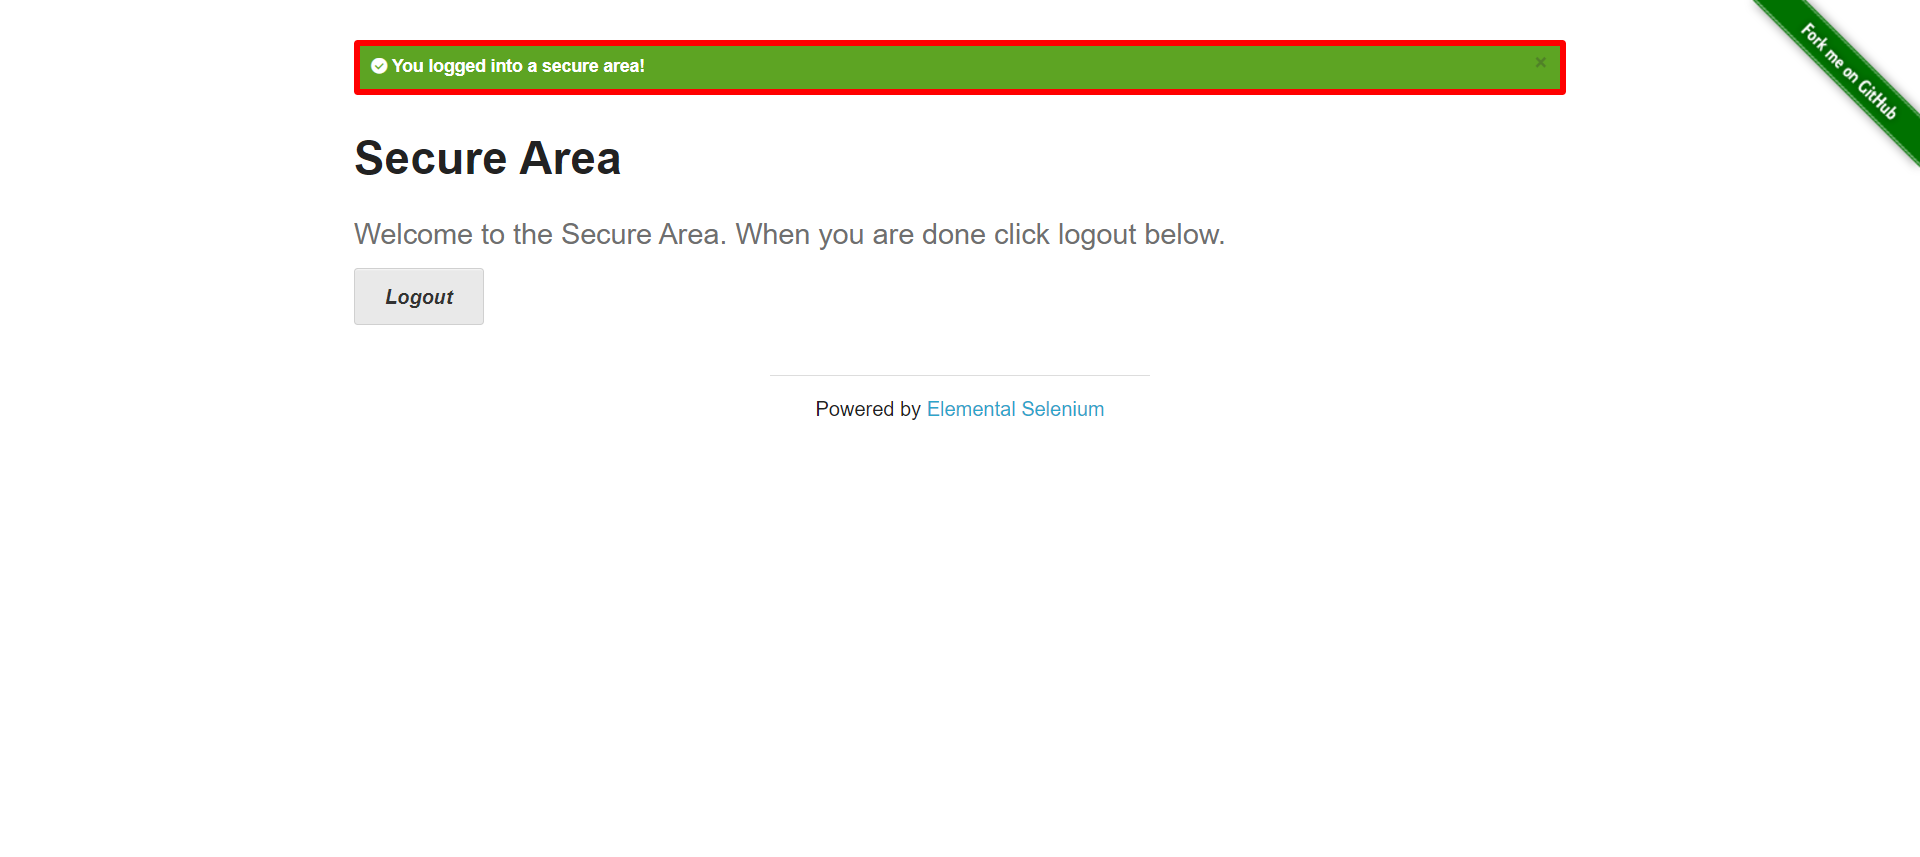 You logged into a secure area!
×
Fork me on GitHub
Secure Area
Welcome to the Secure Area. When you are done click logout below.
Logout
Powered by Elemental Selenium